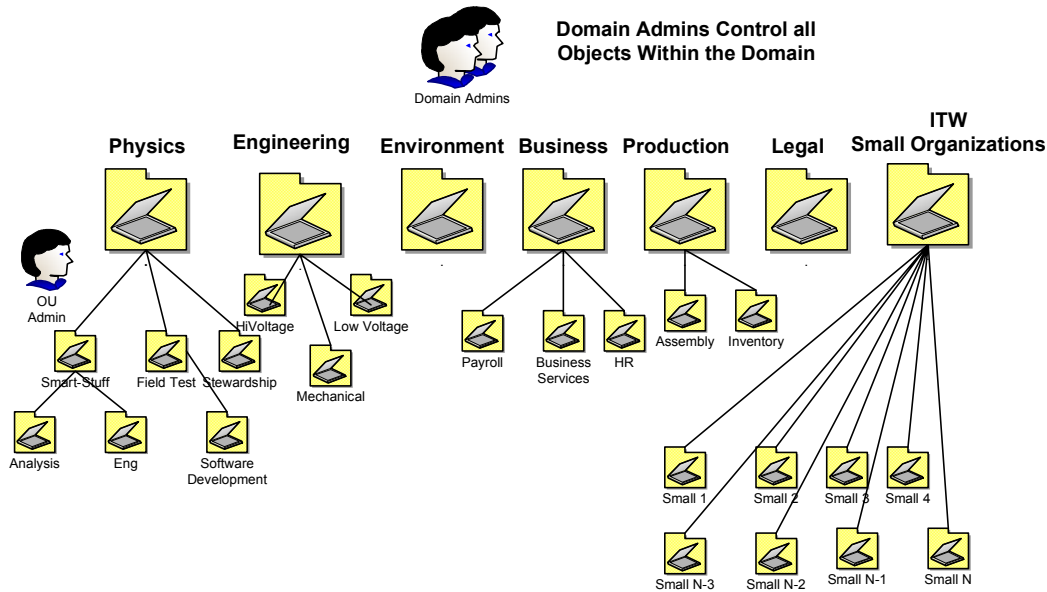 Domain Admins Control all
Objects Within the Domain
Domain Admins
Physics
Engineering
Environment
Business
Production
Legal
ITW
Small Organizations
OU
Admin
HiVoltage
Low Voltage
Mechanical
Smart-Stuff
Field Test
Stewardship
Analysis
Eng
Software
Development
Payroll
Business
Services
HR
Assembly
Inventory
Small 1
Small 2
Small 3
Small 4
Small N-3
Small N-2
Small N-1
Small N